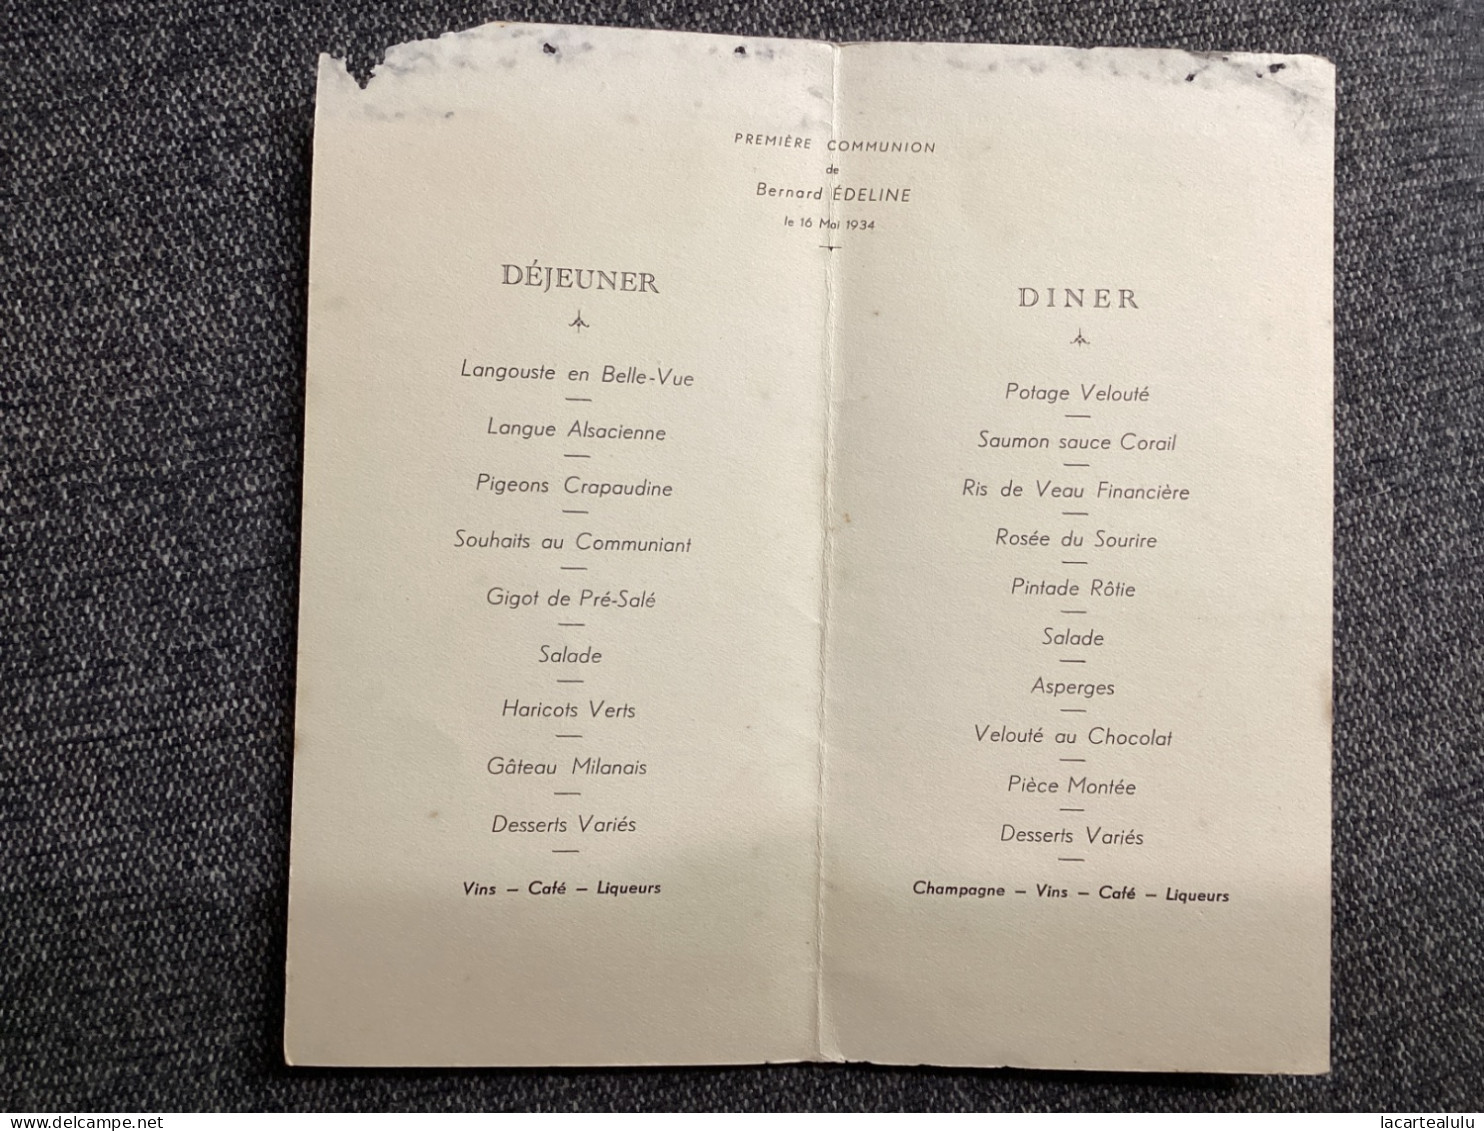 PREMIÈRE COMMUNION
de
Bernard ÉDELINE
le 16 Mai 1934
DÉJEUNER
Langouste en Belle-Vue
Langue Alsacienne
Pigeons Crapaudine
Souhaits au Communiant
Gigot de Pré-Salé
Salade
Haricots Verts
Gâteau Milanais
Desserts Variés
Vins — Café — Liqueurs
DINER
Potage Velouté
Saumon sauce Corail
Ris de Veau Financière
Rosée du Sourire
Pintade Rôtie
Salade
Asperges
Velouté au Chocolat
Pièce Montée
Desserts Variés
Champagne — Vins — Café — Liqueurs
delcampe.net
lacartealulu